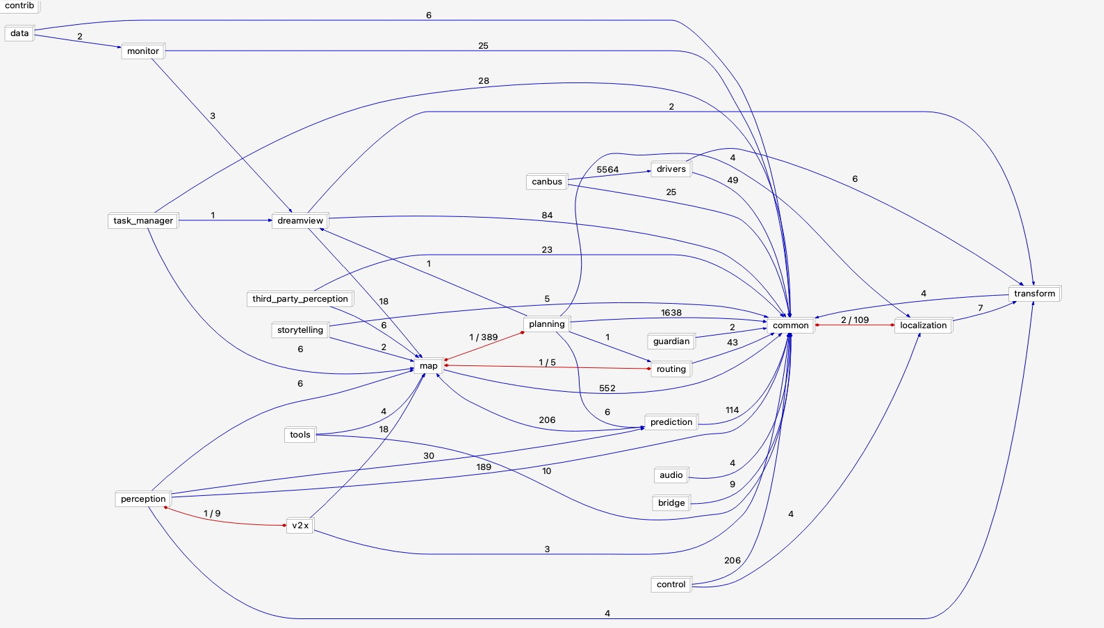 contrib
6
data
2
monitor
25
28
3
2
4
5564
drivers
canbus
49
6
25
task_manager
1
dreamview
84
23
1
4
transform
third_party_perception
18
5
1638
planning
6
storytelling
common
2 / 109
localization
7
2
guardian
2
1 / 389
1
43
6
map
1 / 5
routing
6
552
4
206
6
114
prediction
18
tools
30
189
10
4
audio
9
perception
bridge
1 / 9
v2x
4
3
206
control
4